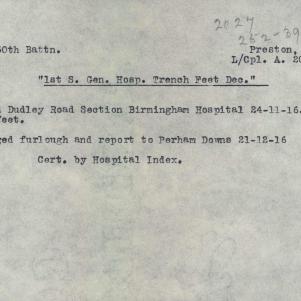 2027
252-39
50th Battn. Preston,
L/Cpl. A. 20
"1st S. Gen. Hosp. Trench Feet Dec."
Dudley Road Section Birmingham Hospital 24-11-16.
feet.
ged furlough and report to Perham Downs 21-12-16
Cert. by Hospital Index.